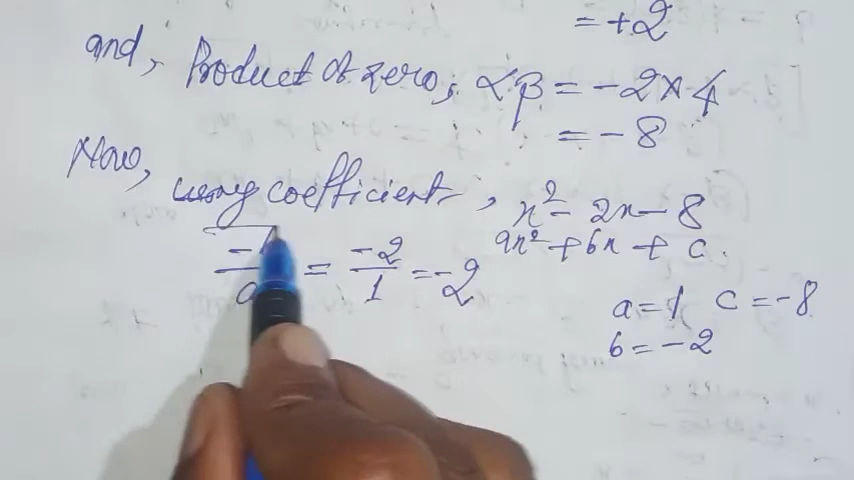 = +2
and, Product of zero; αβ = -2 × 4
= -8
Now, using coefficient, x² - 2x - 8
ax² + bx + c.
-b/a = -2/1 = -2
a = 1 c = -8
b = -2